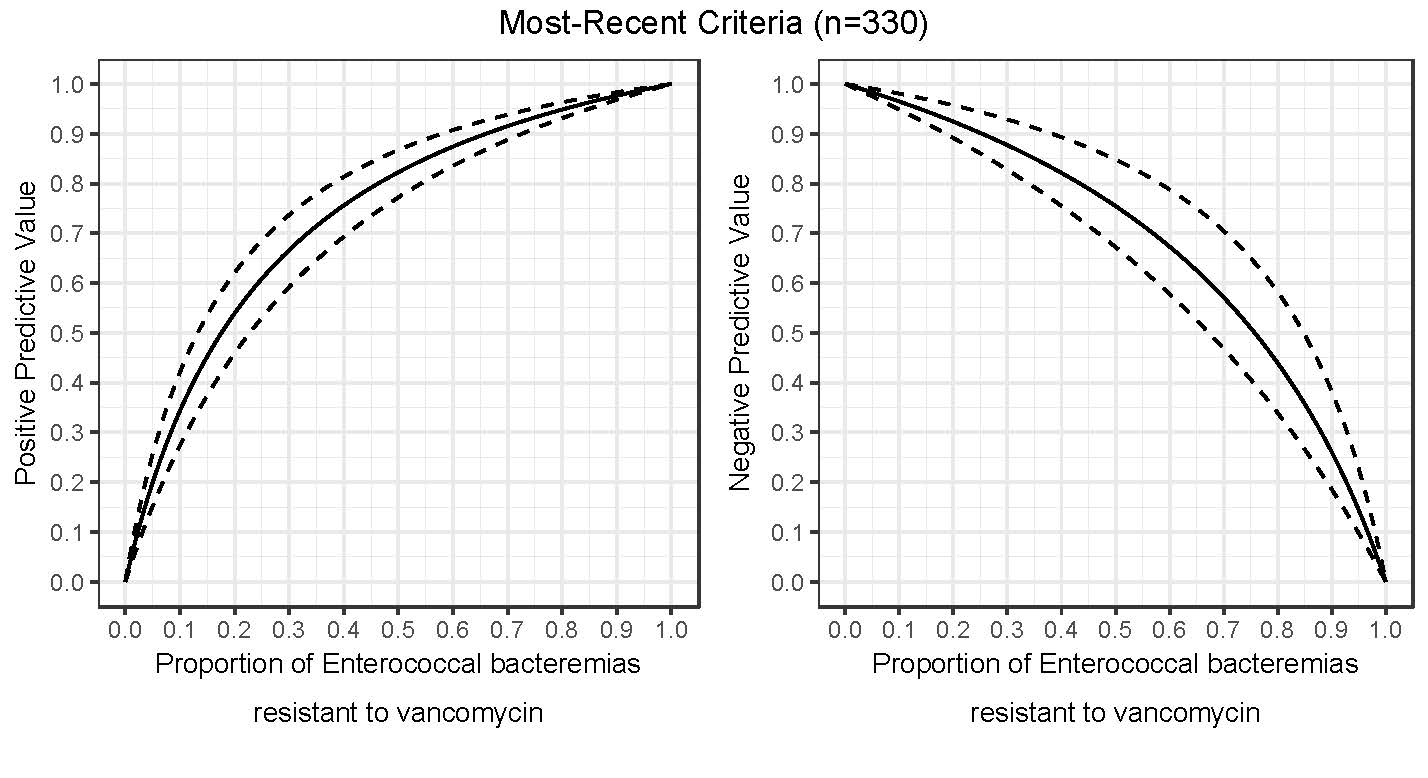 Most-Recent Criteria (n=330)
Positive Predictive Value
1.0
0.9
0.8
0.7
0.6
0.5
0.4
0.3
0.2
0.1
0.0
0.0 0.1 0.2 0.3 0.4 0.5 0.6 0.7 0.8 0.9 1.0
Proportion of Enterococcal bacteremias
resistant to vancomycin
Negative Predictive Value
1.0
0.9
0.8
0.7
0.6
0.5
0.4
0.3
0.2
0.1
0.0
0.0 0.1 0.2 0.3 0.4 0.5 0.6 0.7 0.8 0.9 1.0
Proportion of Enterococcal bacteremias
resistant to vancomycin